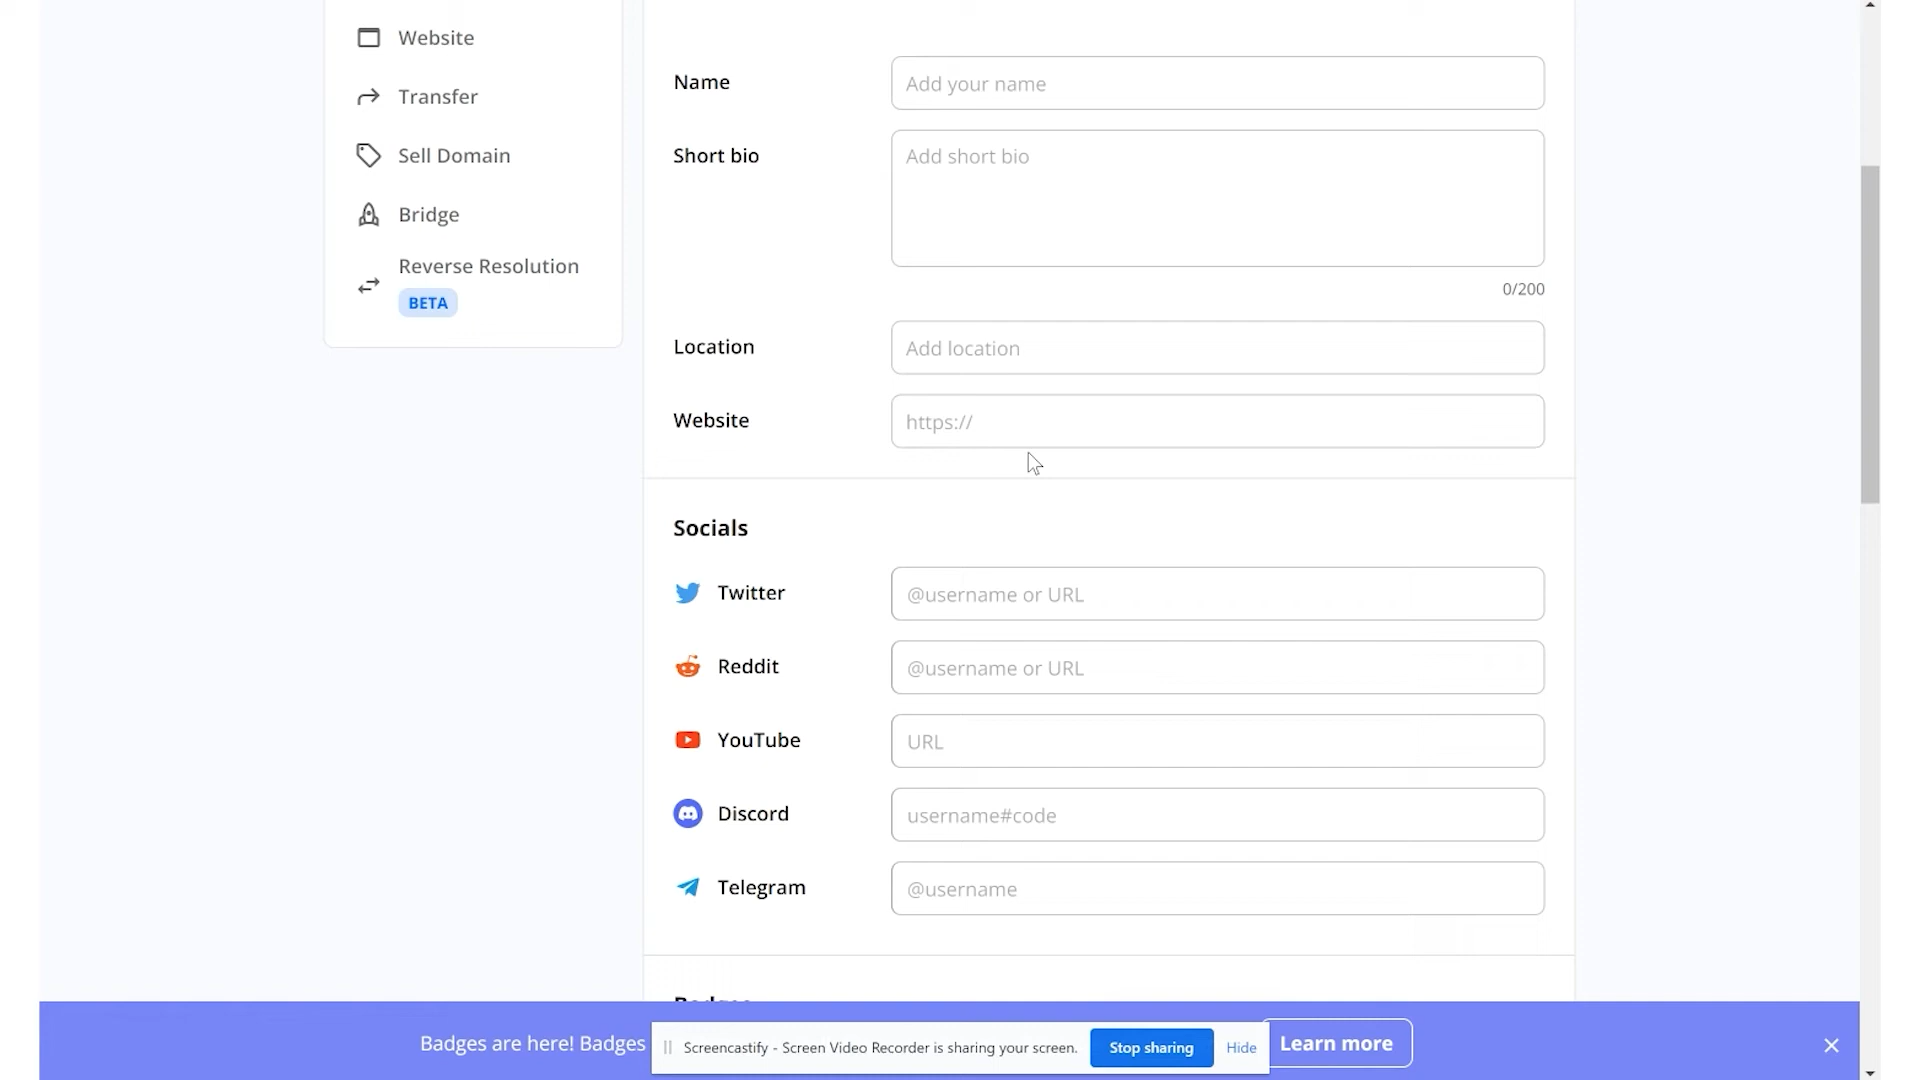 Website
Transfer
Sell Domain
Bridge
Reverse Resolution
BETA
Name
Add your name
Short bio
Add short bio
0/200
Location
Add location
Website
https://
Socials
Twitter
@username or URL
Reddit
@username or URL
YouTube
URL
Discord
username#code
Telegram
@username
Badges are here! Badges
Screencastify - Screen Video Recorder is sharing your screen.
Stop sharing
Hide
Learn more